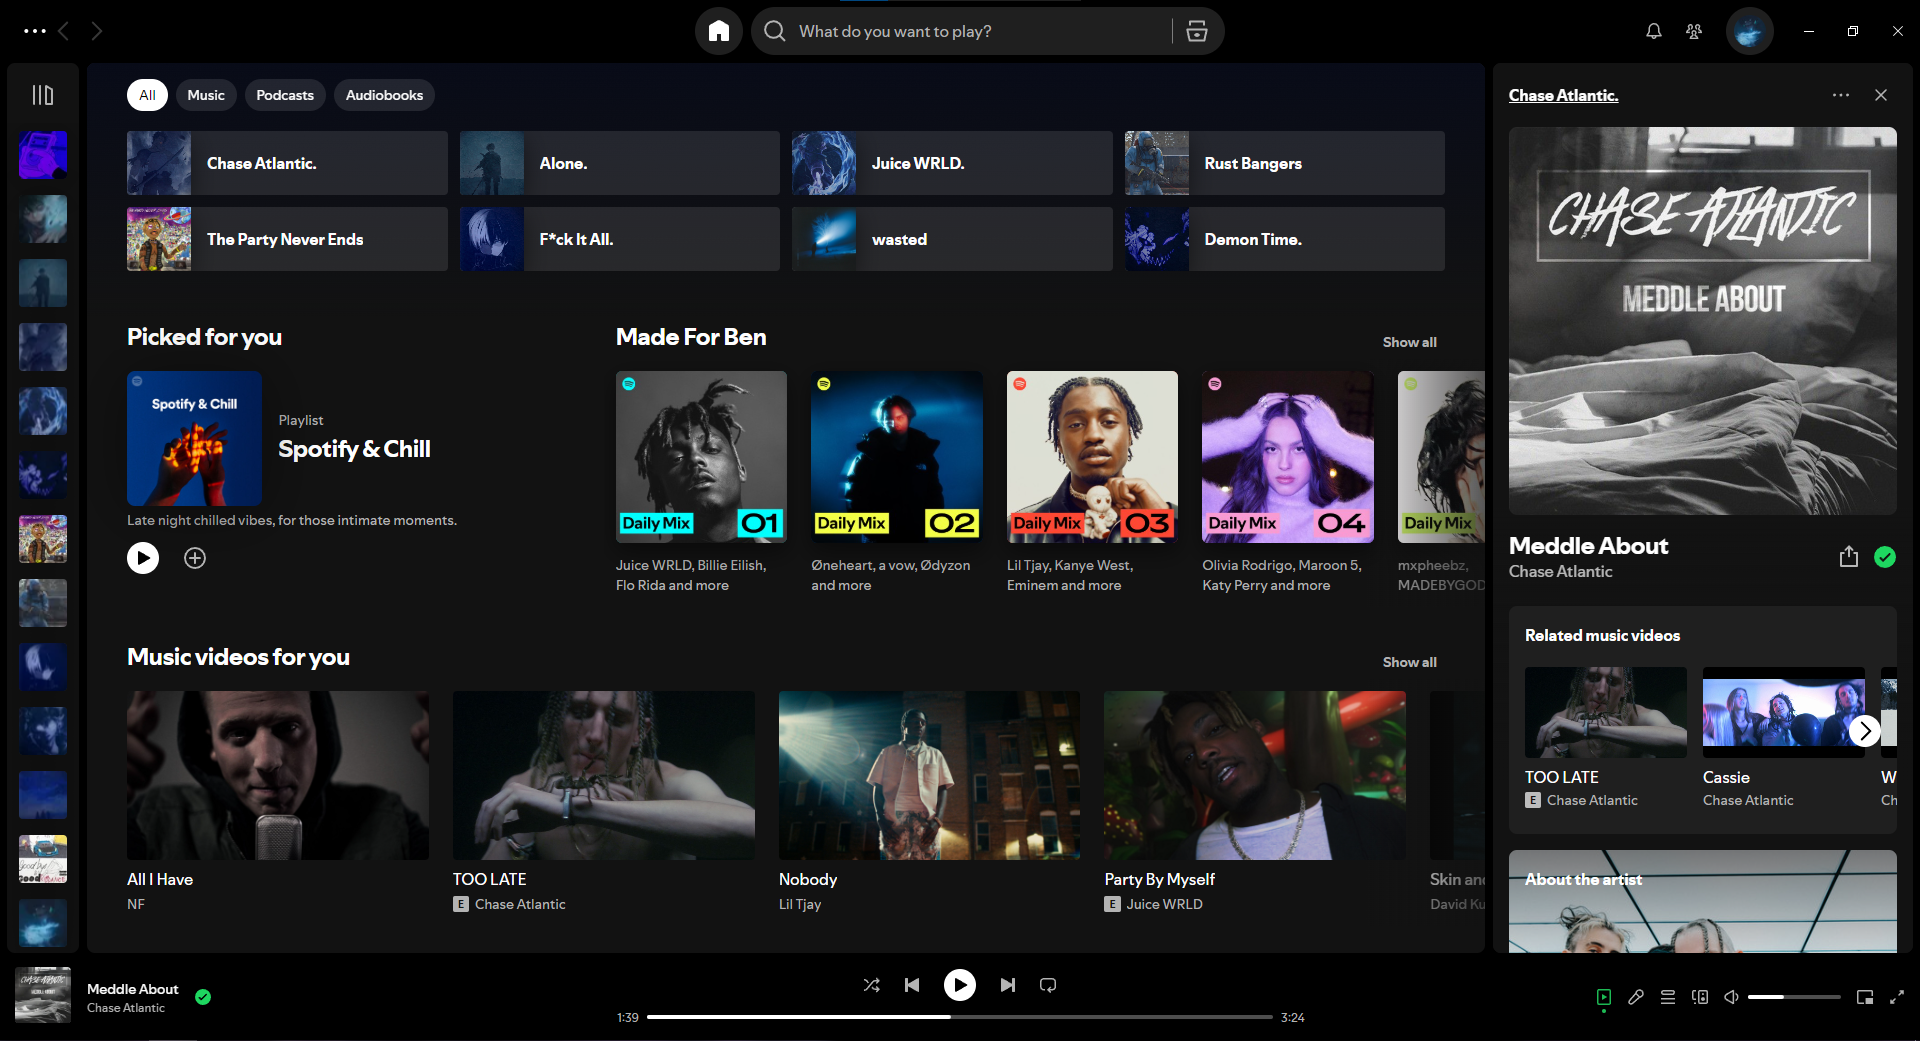 What do you want to play?
All
Music
Podcasts
Audiobooks
Chase Atlantic.
Alone.
Juice WRLD.
Rust Bangers
The Party Never Ends
F*ck It All.
wasted
Demon Time.
Picked for you
Spotify & Chill
Playlist
Spotify & Chill
Late night chilled vibes, for those intimate moments.
Made For Ben
Show all
Daily Mix 01
Juice WRLD, Billie Eilish,
Flo Rida and more
Daily Mix 02
Øneheart, a vow, Ødyzon
and more
Daily Mix 03
Lil Tjay, Kanye West,
Eminem and more
Daily Mix 04
Olivia Rodrigo, Maroon 5,
Katy Perry and more
Daily Mix
mxpheebz,
MADEBYGOD
Music videos for you
Show all
All I Have
NF
TOO LATE
E Chase Atlantic
Nobody
Lil Tjay
Party By Myself
E Juice WRLD
Skin and
David Ku
Chase Atlantic.
CHASE ATLANTIC
MEDDLE ABOUT
Meddle About
Chase Atlantic
Related music videos
TOO LATE
E Chase Atlantic
Cassie
Chase Atlantic
W
Ch
About the artist
Meddle About
Chase Atlantic
1:39
3:24